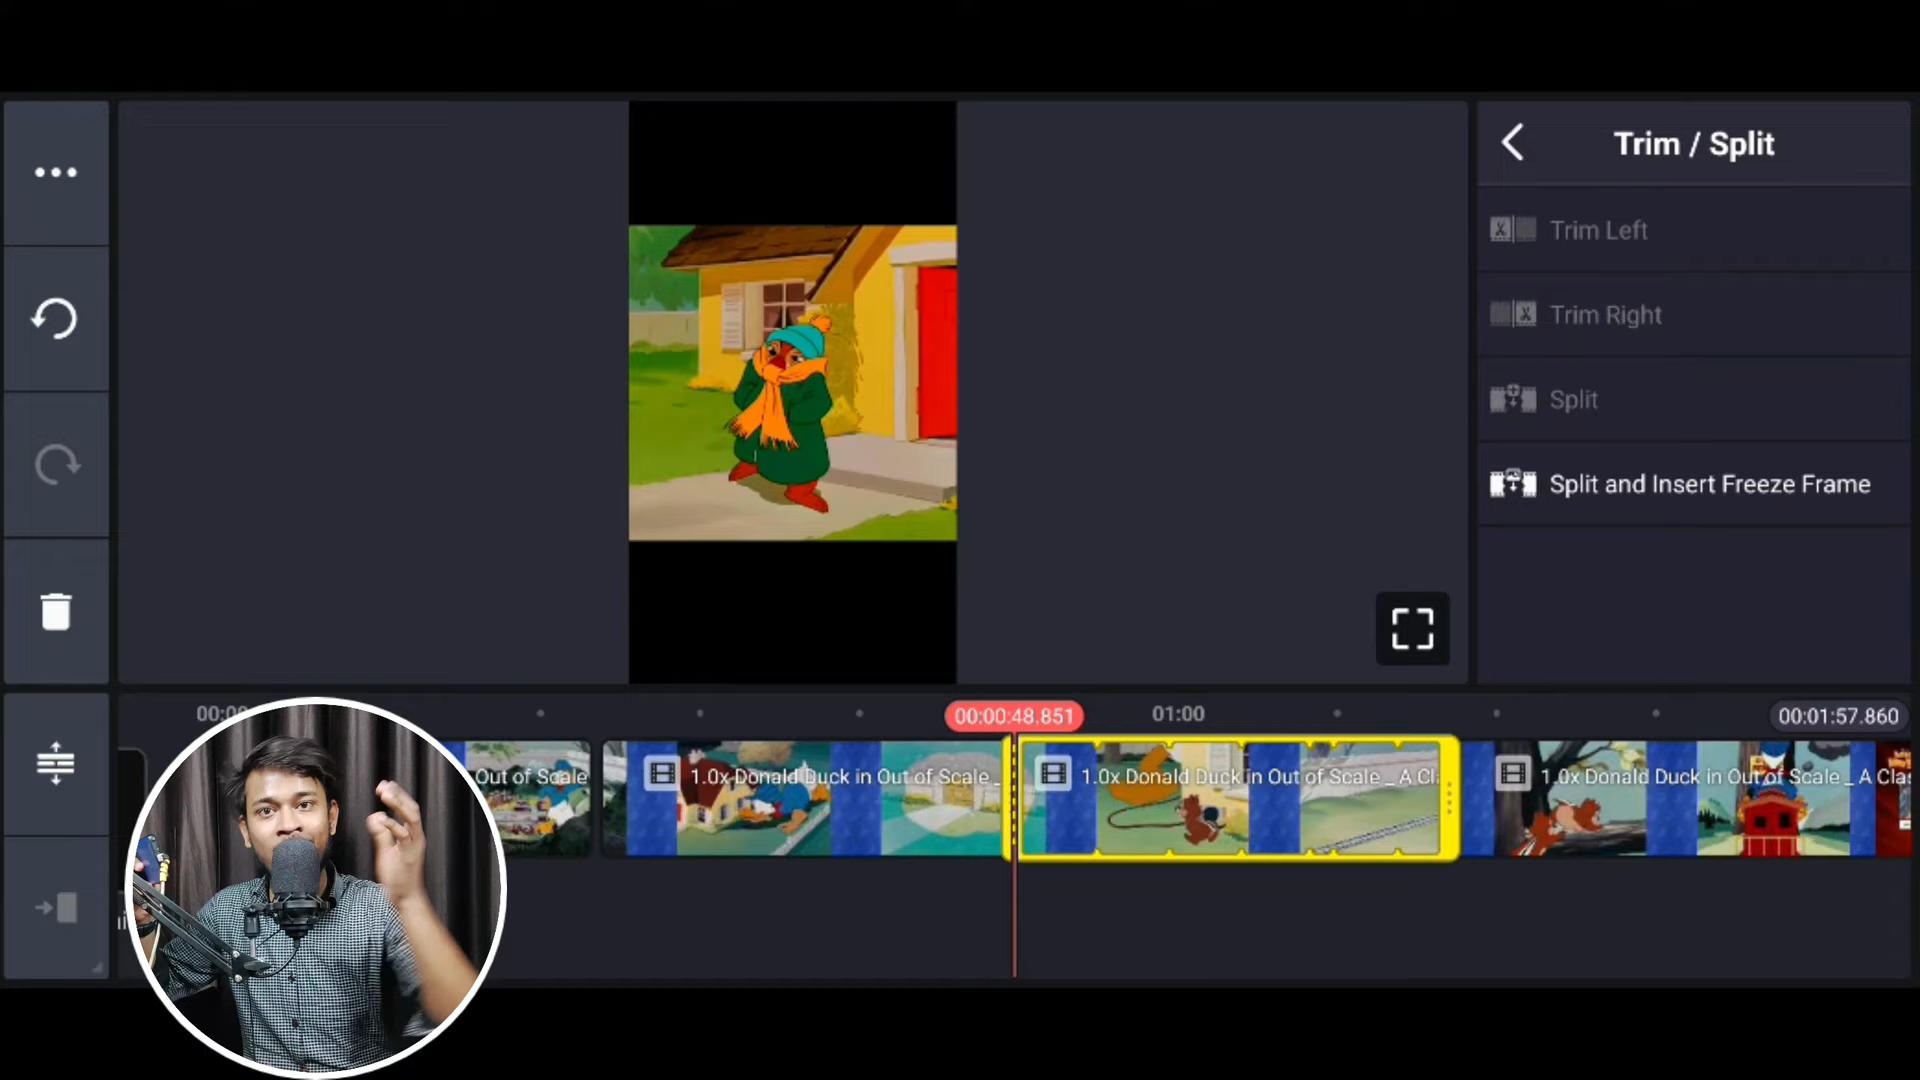 Trim / Split
Trim Left
Trim Right
Split
Split and Insert Freeze Frame
00:00:48.851
01:00
00:01:57.860
Out of Scale
1.0x Donald Duck in Out of Scale _
1.0x Donald Duck in Out of Scale _ A Cl
1.0x Donald Duck in Out of Scale _ A Cla